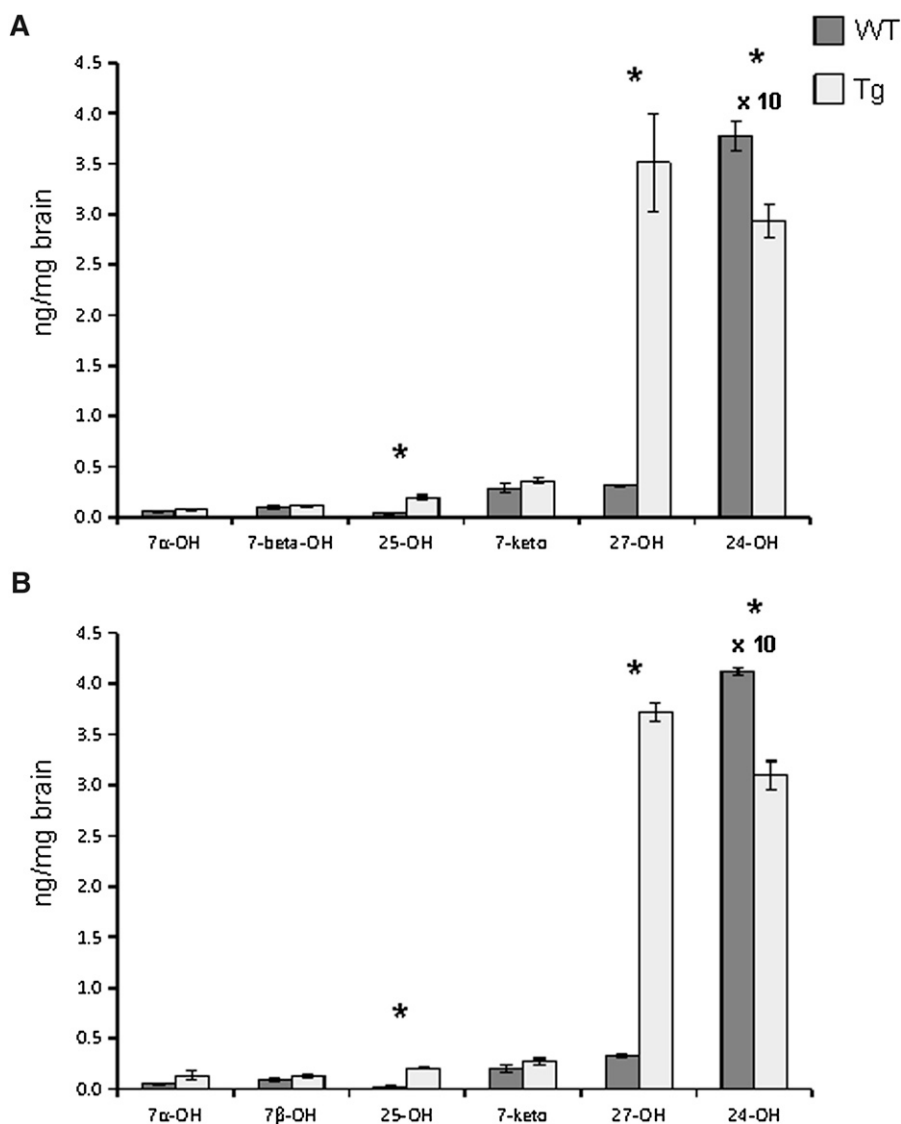 A
WT
Tg
*
*
x 10
*
4.5
4.0
3.5
3.0
2.5
2.0
1.5
1.0
0.5
0.0
ng/mg brain
7α-OH 7-beta-OH 25-OH 7-keto 27-OH 24-OH
B
*
x 10
*
*
4.5
4.0
3.5
3.0
2.5
2.0
1.5
1.0
0.5
0.0
ng/mg brain
7α-OH 7β-OH 25-OH 7-keto 27-OH 24-OH